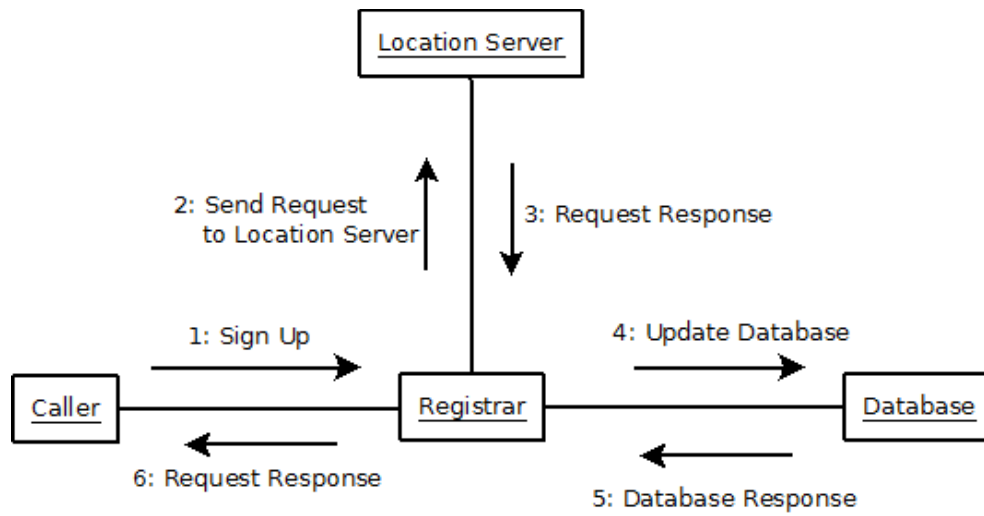 Location Server
2: Send Request
to Location Server
3: Request Response
1: Sign Up
4: Update Database
Caller
Registrar
Database
6: Request Response
5: Database Response